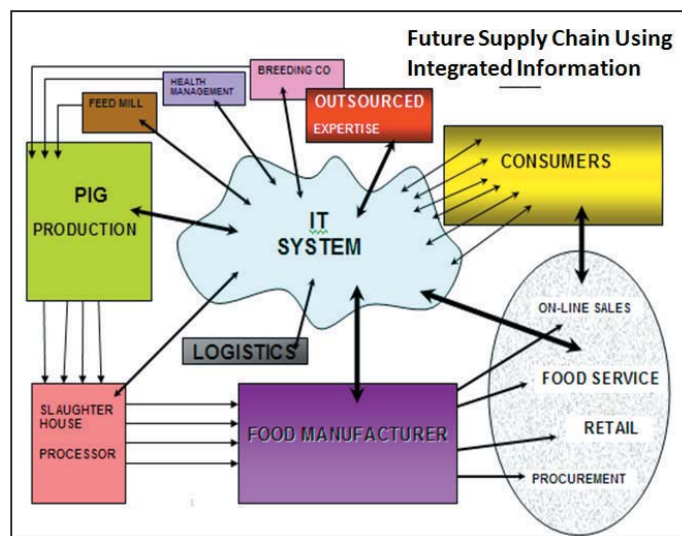 Future Supply Chain Using
Integrated Information
BREEDING CO
HEALTH
MANAGEMENT
FEED MILL
OUTSOURCED
EXPERTISE
CONSUMERS
PIG
PRODUCTION
IT
SYSTEM
ON-LINE SALES
LOGISTICS
FOOD SERVICE
SLAUGHTER
HOUSE
PROCESSOR
FOOD MANUFACTURER
RETAIL
PROCUREMENT